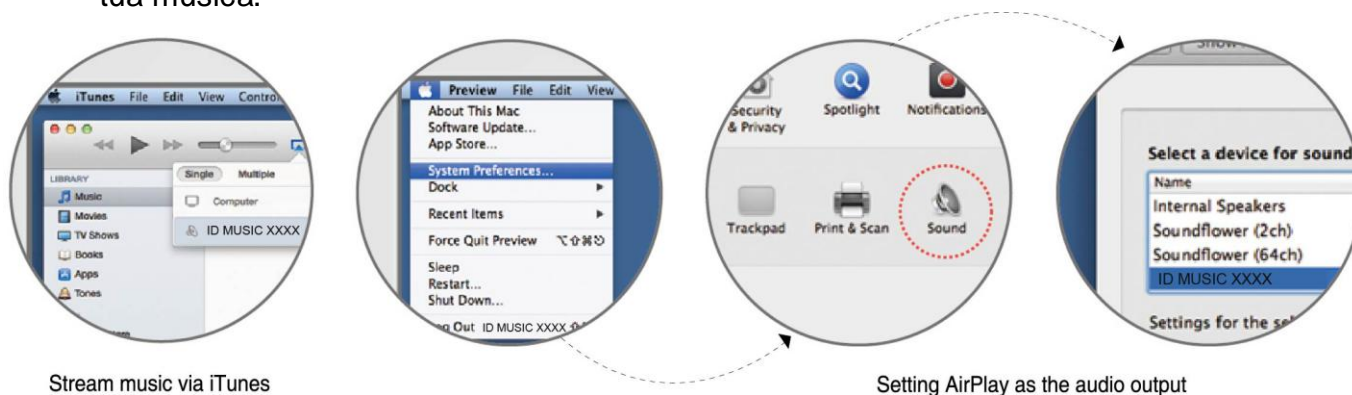 tua musica.
iTunes File Edit View Contro
LIBRARY
Music
Movies
TV Shows
Books
Apps
Tones
Single Multiple
Computer
ID MUSIC XXXX
Stream music via iTunes
Preview File Edit View
About This Mac
Software Update...
App Store...
System Preferences...
Dock
Recent Items
Force Quit Preview ⌥⇧⌘⎋
Sleep
Restart...
Shut Down...
Out ID MUSIC XXXX
Security & Privacy
Spotlight
Notifications
Trackpad
Print & Scan
Sound
Select a device for sound
Name
Internal Speakers
Soundflower (2ch)
Soundflower (64ch)
ID MUSIC XXXX
Settings for the se
Setting AirPlay as the audio output